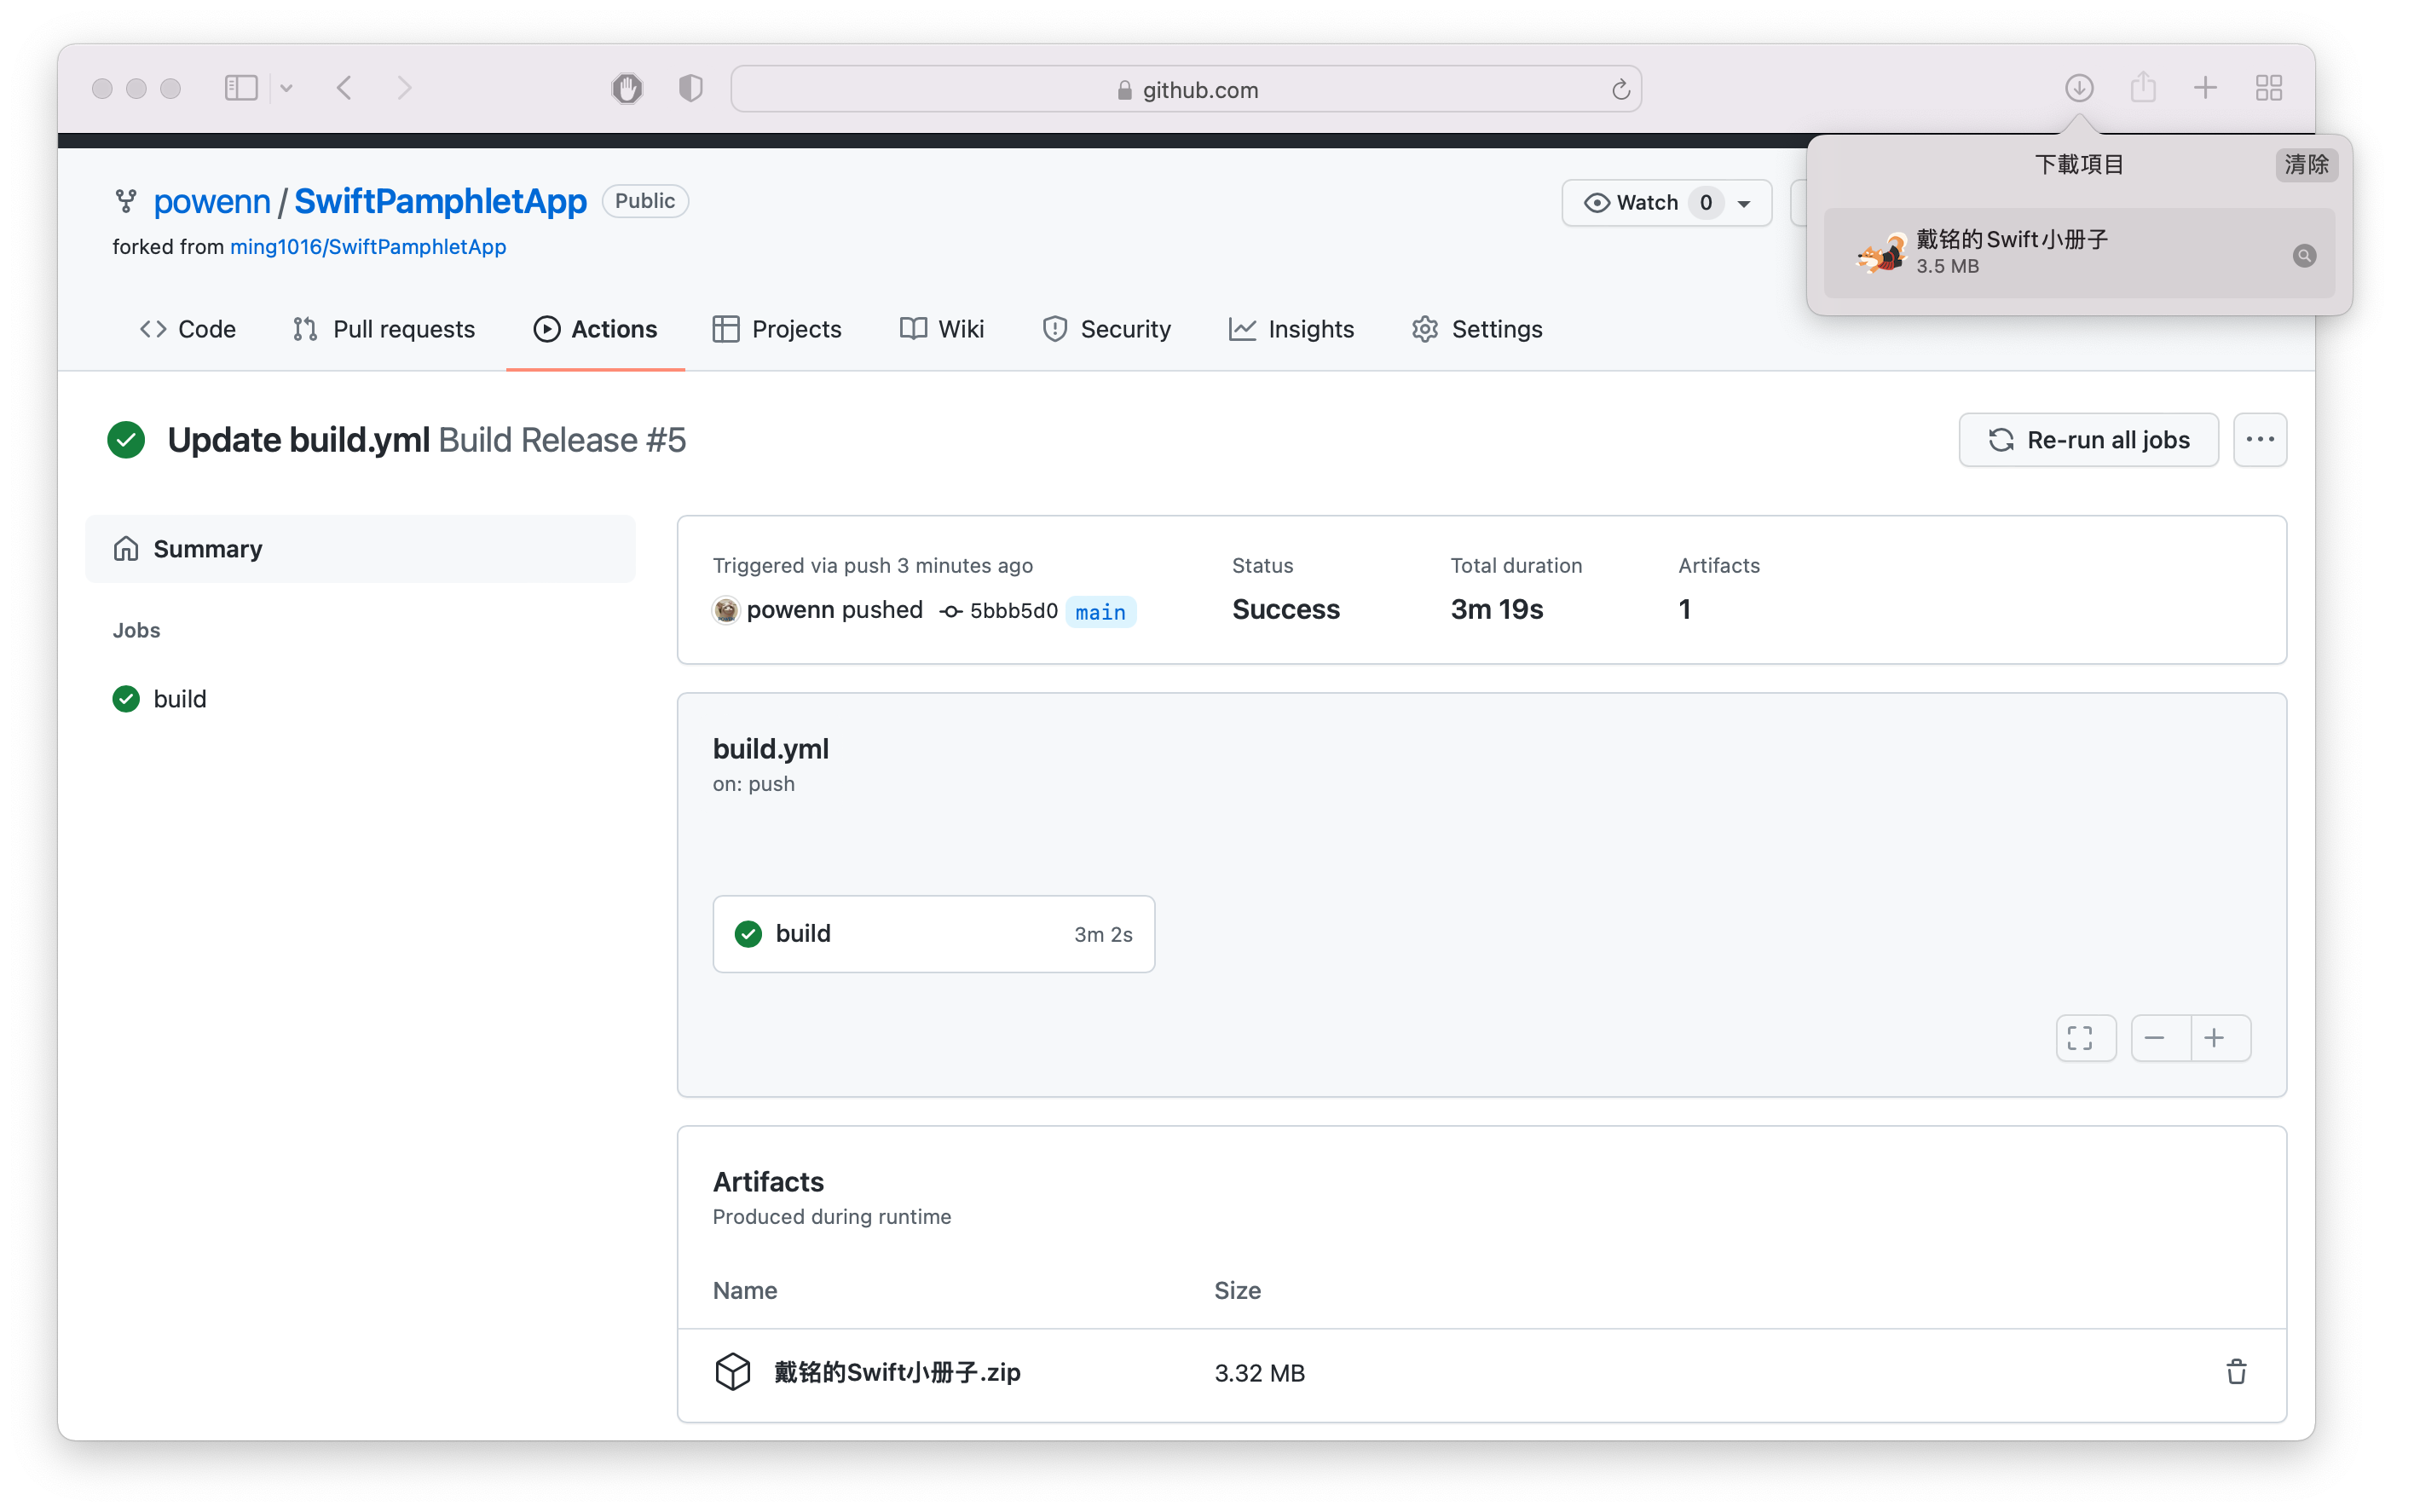 github.com
下載項目
清除
戴铭的Swift小册子
3.5 MB
powenn / SwiftPamphletApp Public
Watch 0
forked from ming1016/SwiftPamphletApp
Code Pull requests Actions Projects Wiki Security Insights Settings
Update build.yml Build Release #5
Re-run all jobs
Summary
Jobs
build
Triggered via push 3 minutes ago
powenn pushed 5bbb5d0 main
Status
Success
Total duration
3m 19s
Artifacts
1
build.yml
on: push
build 3m 2s
Artifacts
Produced during runtime
Name Size
戴铭的Swift小册子.zip 3.32 MB